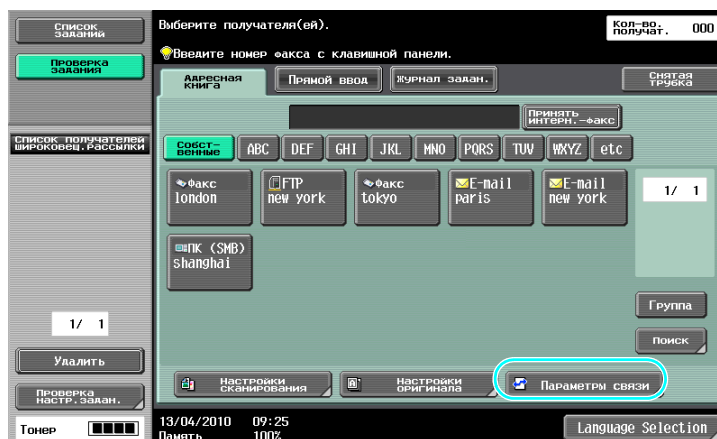 Список
заданий
Выберите получателя(ей).
Кол-во.
получат. 000
Проверка
задания
Введите номер факса с клавишной панели.
Адресная
книга
Прямой ввод
Журнал задан.
Снятая
трубка
Принять
интерн.-факс
Список получателей
широковещ.рассылки
Собст-
венные
ABC
DEF
GHI
JKL
MNO
PQRS
TUV
WXYZ
etc
Факс
london
FTP
new york
Факс
tokyo
E-mail
paris
E-mail
new york
1/ 1
ПК (SMB)
shanghai
Группа
1/ 1
Поиск
Удалить
Настройки
сканирования
Настройки
оригинала
Параметры связи
Проверка
настр.задан.
Тонер
13/04/2010 09:25
Память 100%
Language Selection